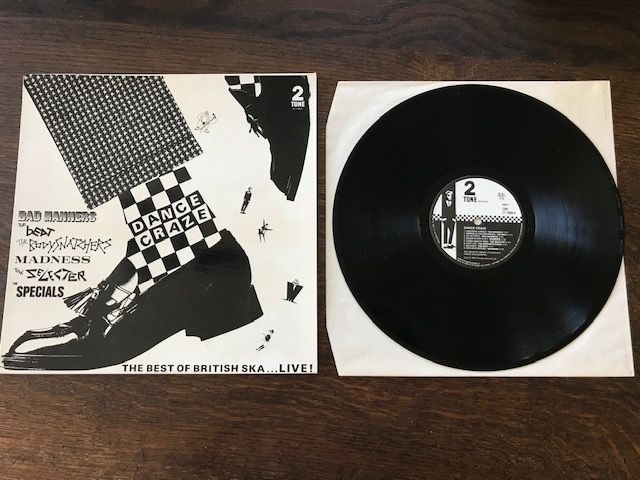 2
TONE
DANCE
CRAZE
BAD MANNERS
THE BEAT
THE BODYSNATCHERS
MADNESS
THE SELECTER
THE SPECIALS
THE BEST OF BRITISH SKA...LIVE!
2
TONE
33
DANCE CRAZE